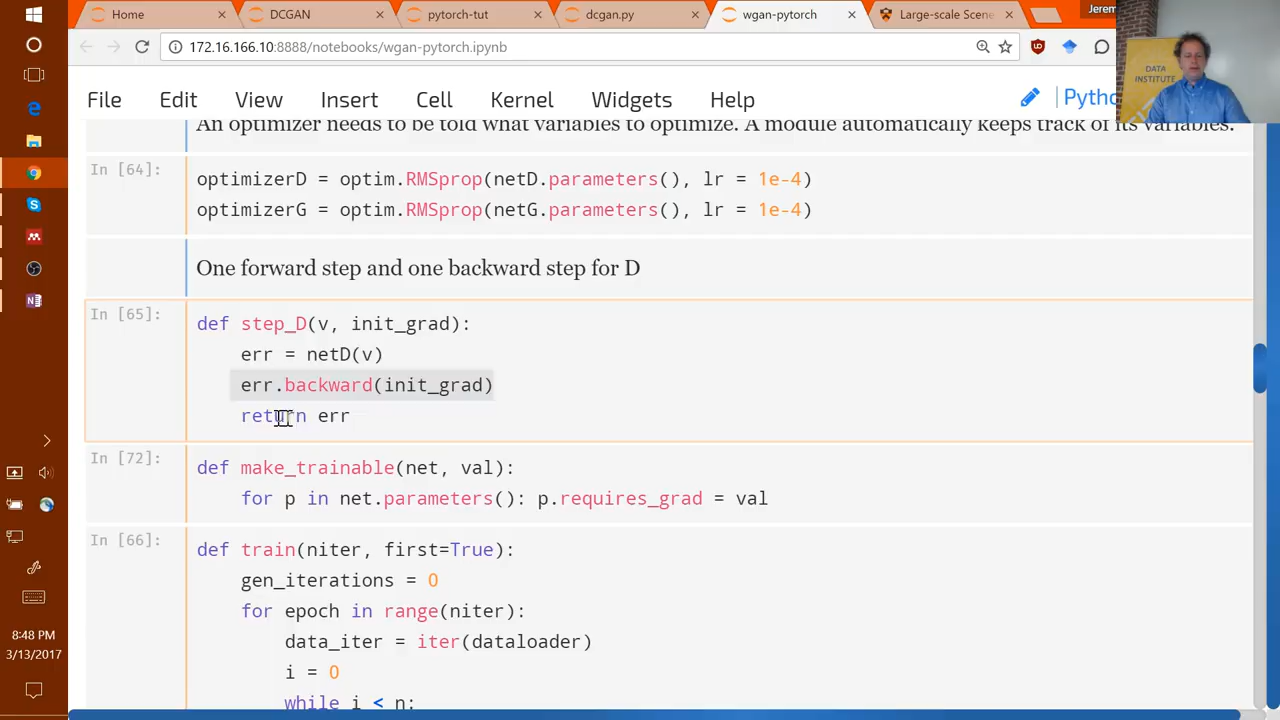 Home
DCGAN
pytorch-tut
dcgan.py
wgan-pytorch
Large-scale Scene
Jerem
172.16.166.10:8888/notebooks/wgan-pytorch.ipynb
DATA
INSTITUTE
File Edit View Insert Cell Kernel Widgets Help
An optimizer needs to be told what variables to optimize. A module automatically keeps track of its variables.
In [64]:
optimizerD = optim.RMSprop(netD.parameters(), lr = 1e-4)
optimizerG = optim.RMSprop(netG.parameters(), lr = 1e-4)
One forward step and one backward step for D
In [65]:
def step_D(v, init_grad):
err = netD(v)
err.backward(init_grad)
return err
In [72]:
def make_trainable(net, val):
for p in net.parameters(): p.requires_grad = val
In [66]:
def train(niter, first=True):
gen_iterations = 0
for epoch in range(niter):
data_iter = iter(dataloader)
i = 0
while i < n:
8:48 PM
3/13/2017